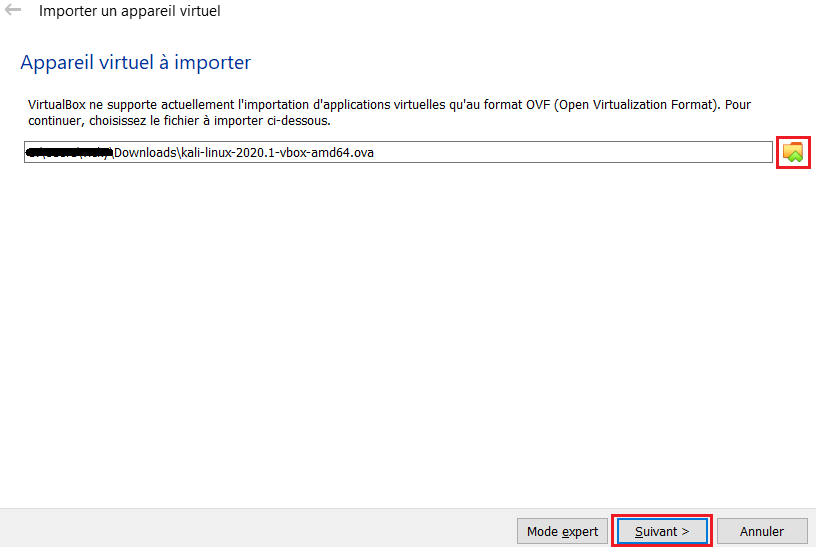 Importer un appareil virtuel
Appareil virtuel à importer
VirtualBox ne supporte actuellement l'importation d'applications virtuelles qu'au format OVF (Open Virtualization Format). Pour
continuer, choisissez le fichier à importer ci-dessous.
\Downloads\kali-linux-2020.1-vbox-amd64.ova
Mode expert
Suivant >
Annuler